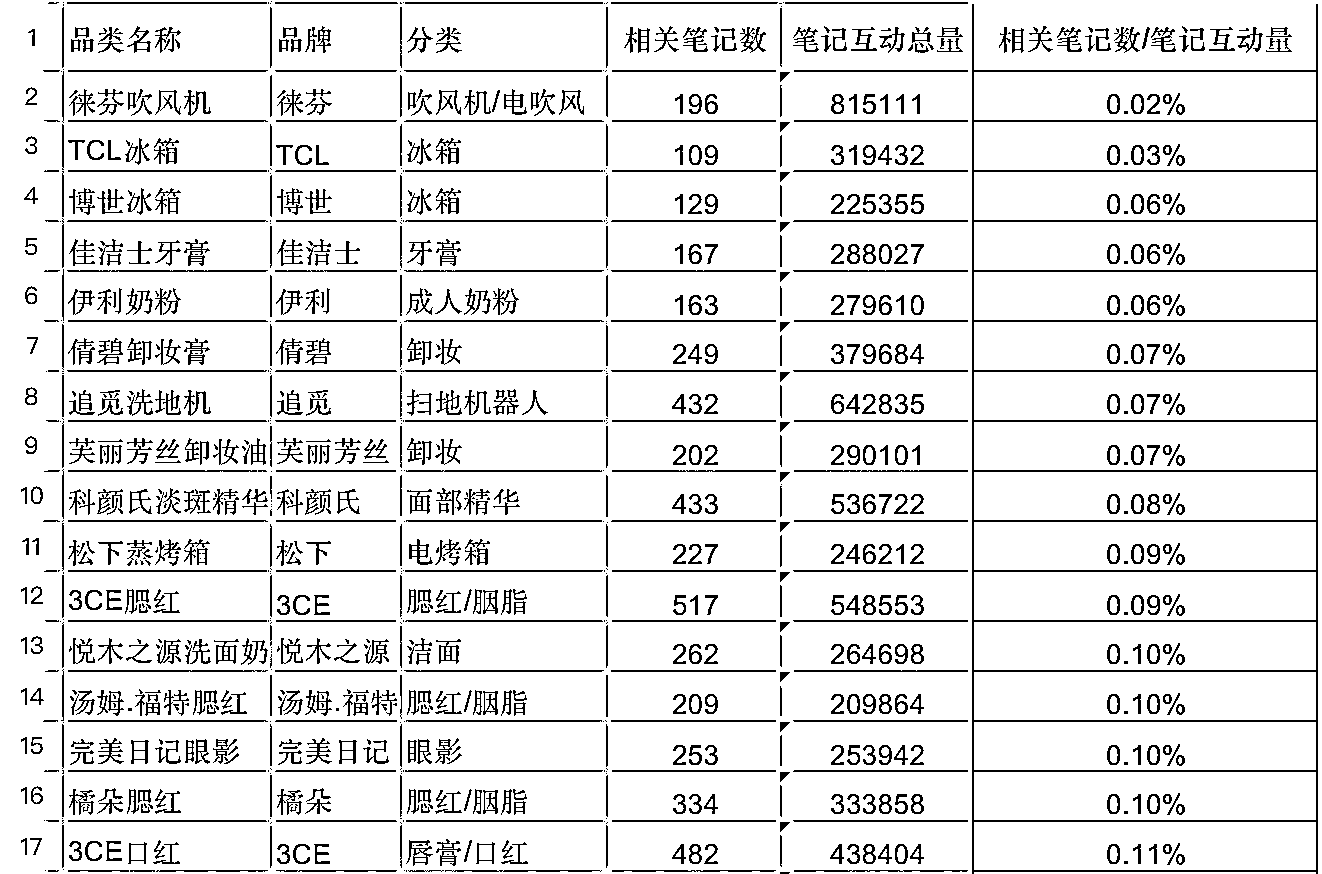 1 品类名称 品牌 分类 相关笔记数 笔记互动总量 相关笔记数/笔记互动量
2 徕芬吹风机 徕芬 吹风机/电吹风 196 815111 0.02%
3 TCL冰箱 TCL 冰箱 109 319432 0.03%
4 博世冰箱 博世 冰箱 129 225355 0.06%
5 佳洁士牙膏 佳洁士 牙膏 167 288027 0.06%
6 伊利奶粉 伊利 成人奶粉 163 279610 0.06%
7 倩碧卸妆膏 倩碧 卸妆 249 379684 0.07%
8 追觅洗地机 追觅 扫地机器人 432 642835 0.07%
9 芙丽芳丝卸妆油 芙丽芳丝 卸妆 202 290101 0.07%
10 科颜氏淡斑精华 科颜氏 面部精华 433 536722 0.08%
11 松下蒸烤箱 松下 电烤箱 227 246212 0.09%
12 3CE腮红 3CE 腮红/胭脂 517 548553 0.09%
13 悦木之源洗面奶 悦木之源 洁面 262 264698 0.10%
14 汤姆.福特腮红 汤姆.福特 腮红/胭脂 209 209864 0.10%
15 完美日记眼影 完美日记 眼影 253 253942 0.10%
16 橘朵腮红 橘朵 腮红/胭脂 334 333858 0.10%
17 3CE口红 3CE 唇膏/口红 482 438404 0.11%